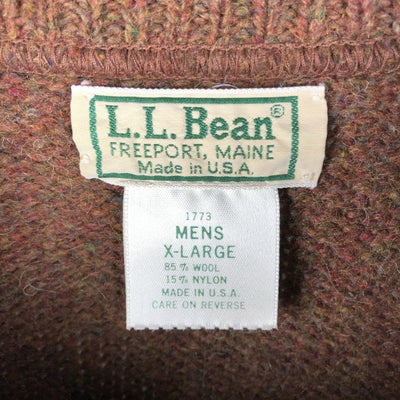 L.L.Bean®
FREEPORT, MAINE
Made in U.S.A.
1773
MENS
X-LARGE
85% WOOL
15% NYLON
MADE IN U.S.A.
CARE ON REVERSE